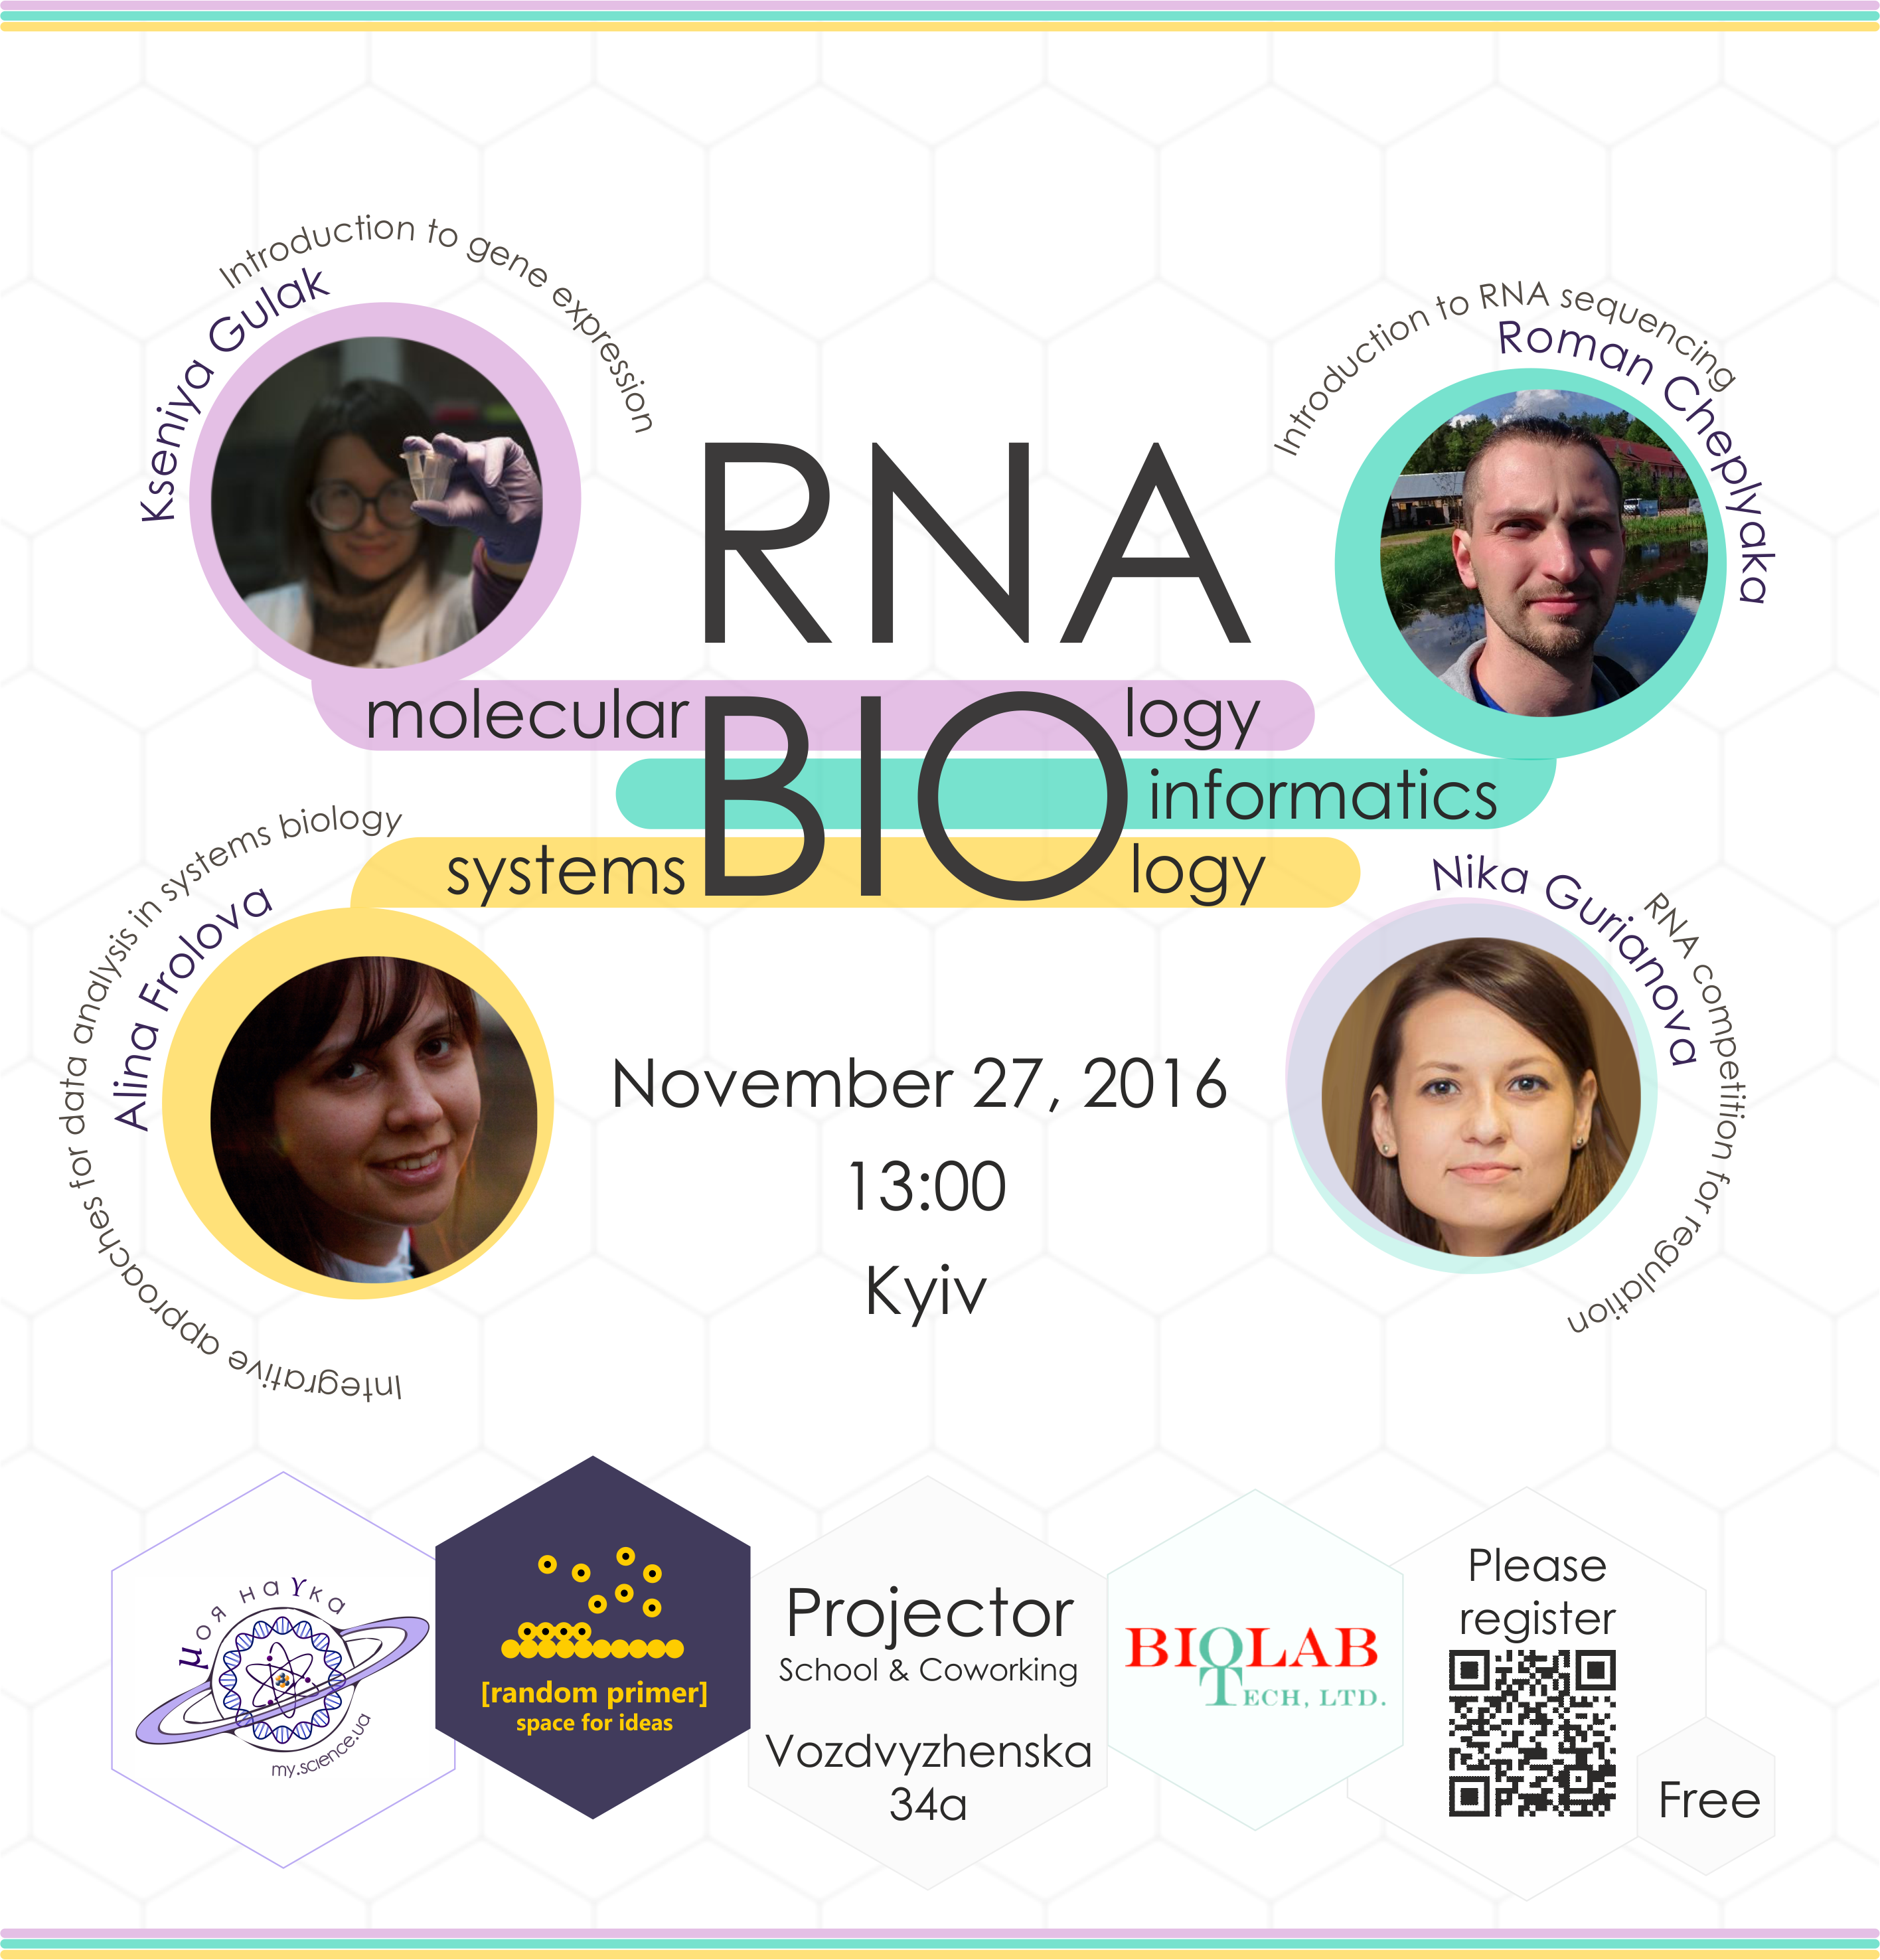 Introduction to gene expression
Kseniya Gulak
Introduction to RNA sequencing
Roman Cheplyaka
RNA
BIO
molecular logy
informatics
systems logy
Integrative approaches for data analysis in systems biology
Alina Frolova
Nika Gurianova
RNA competition for regulation
November 27, 2016
13:00
Kyiv
μоя наγка
my.science.ua
[random primer]
space for ideas
Projector
School & Coworking
Vozdvyzhenska
34a
BIOLAB
TECH, LTD.
Please
register
Free